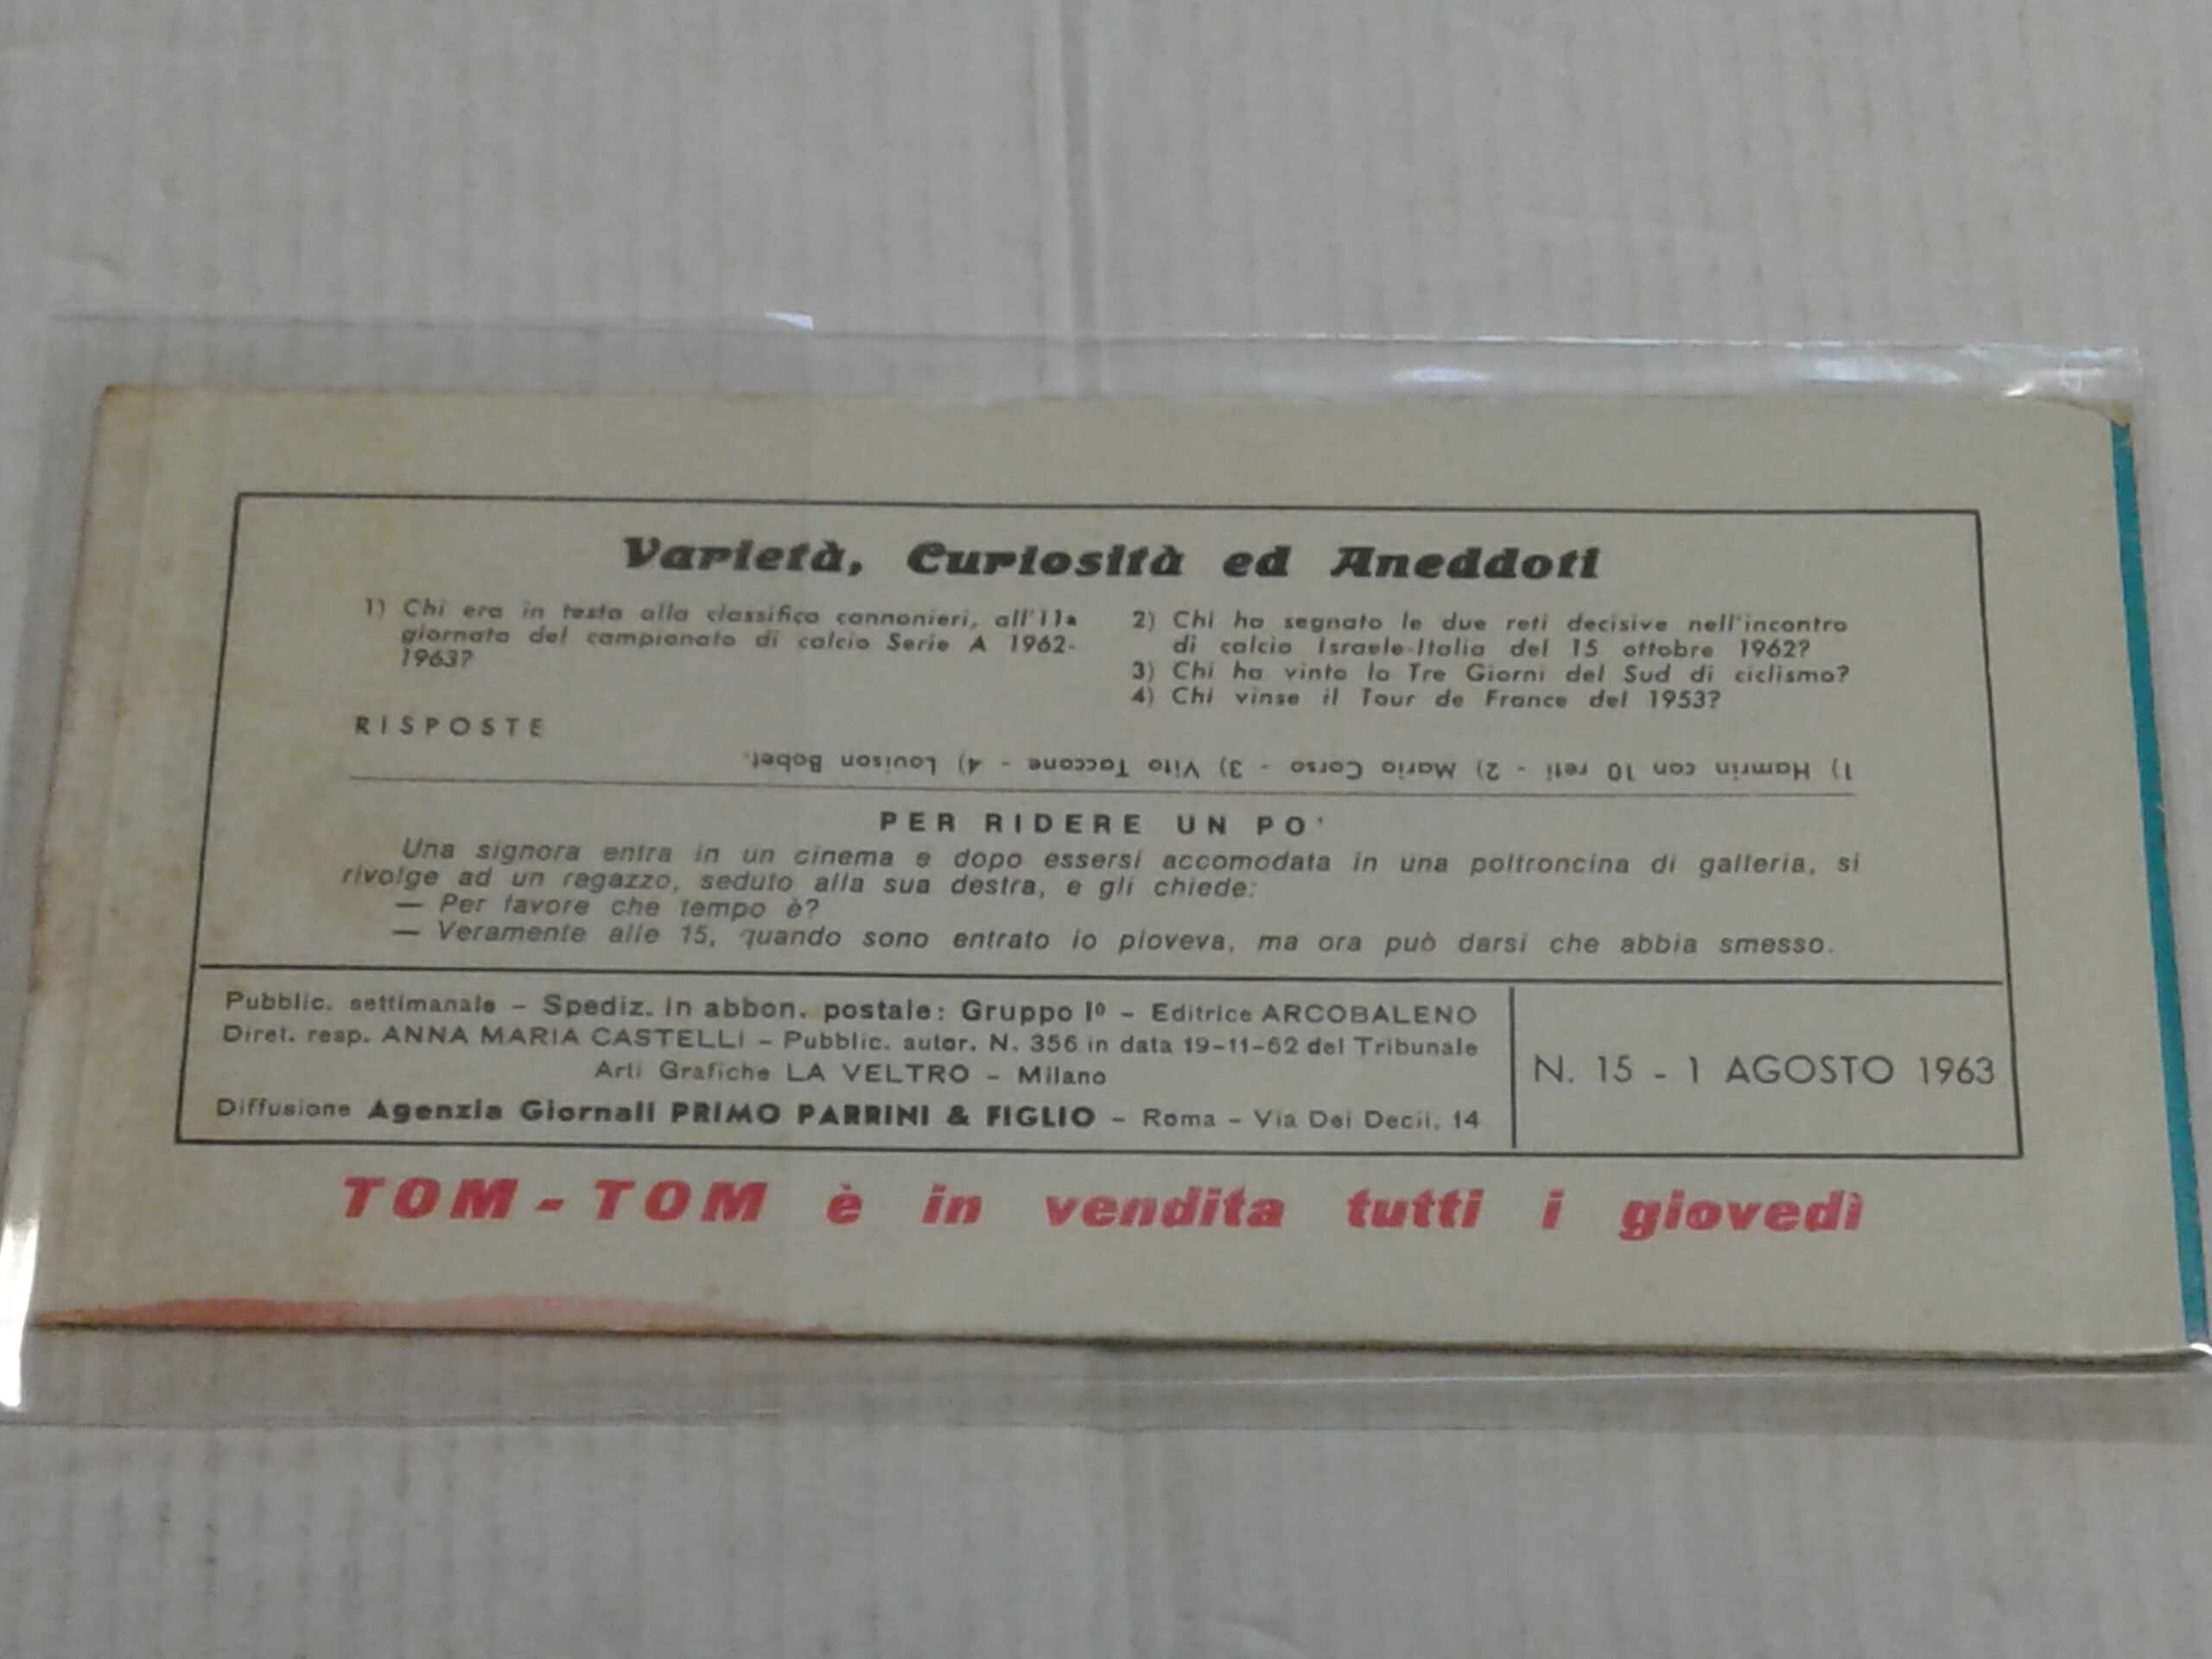 Varietà, Curiosità ed Aneddoti
1) Chi era in testa alla classifica cannonieri, all'11a
giornata del campionato di calcio Serie A 1962-
1963?
2) Chi ha segnato le due reti decisive nell'incontro
di calcio Israele-Italia del 15 ottobre 1962?
3) Chi ha vinto la Tre Giorni del Sud di ciclismo?
4) Chi vinse il Tour de France del 1953?
RISPOSTE
1) Hamrin con 10 reti - 2) Mario Corso - 3) Vito Taccone - 4) Louison Bobet.
PER RIDERE UN PO'
Una signora entra in un cinema e dopo essersi accomodata in una poltroncina di galleria, si
rivolge ad un ragazzo, seduto alla sua destra, e gli chiede:
— Per favore che tempo è?
— Veramente alle 15, quando sono entrato io pioveva, ma ora può darsi che abbia smesso.
Pubblic. settimanale - Spediz. in abbon. postale: Gruppo Iº - Editrice ARCOBALENO
Diret. resp. ANNA MARIA CASTELLI - Pubblic. autor. N. 356 in data 19-11-62 del Tribunale
Arti Grafiche LA VELTRO - Milano
Diffusione Agenzia Giornali PRIMO PARRINI & FIGLIO - Roma - Via Dei Decii, 14
N. 15 - 1 AGOSTO 1963
TOM - TOM è in vendita tutti i giovedì